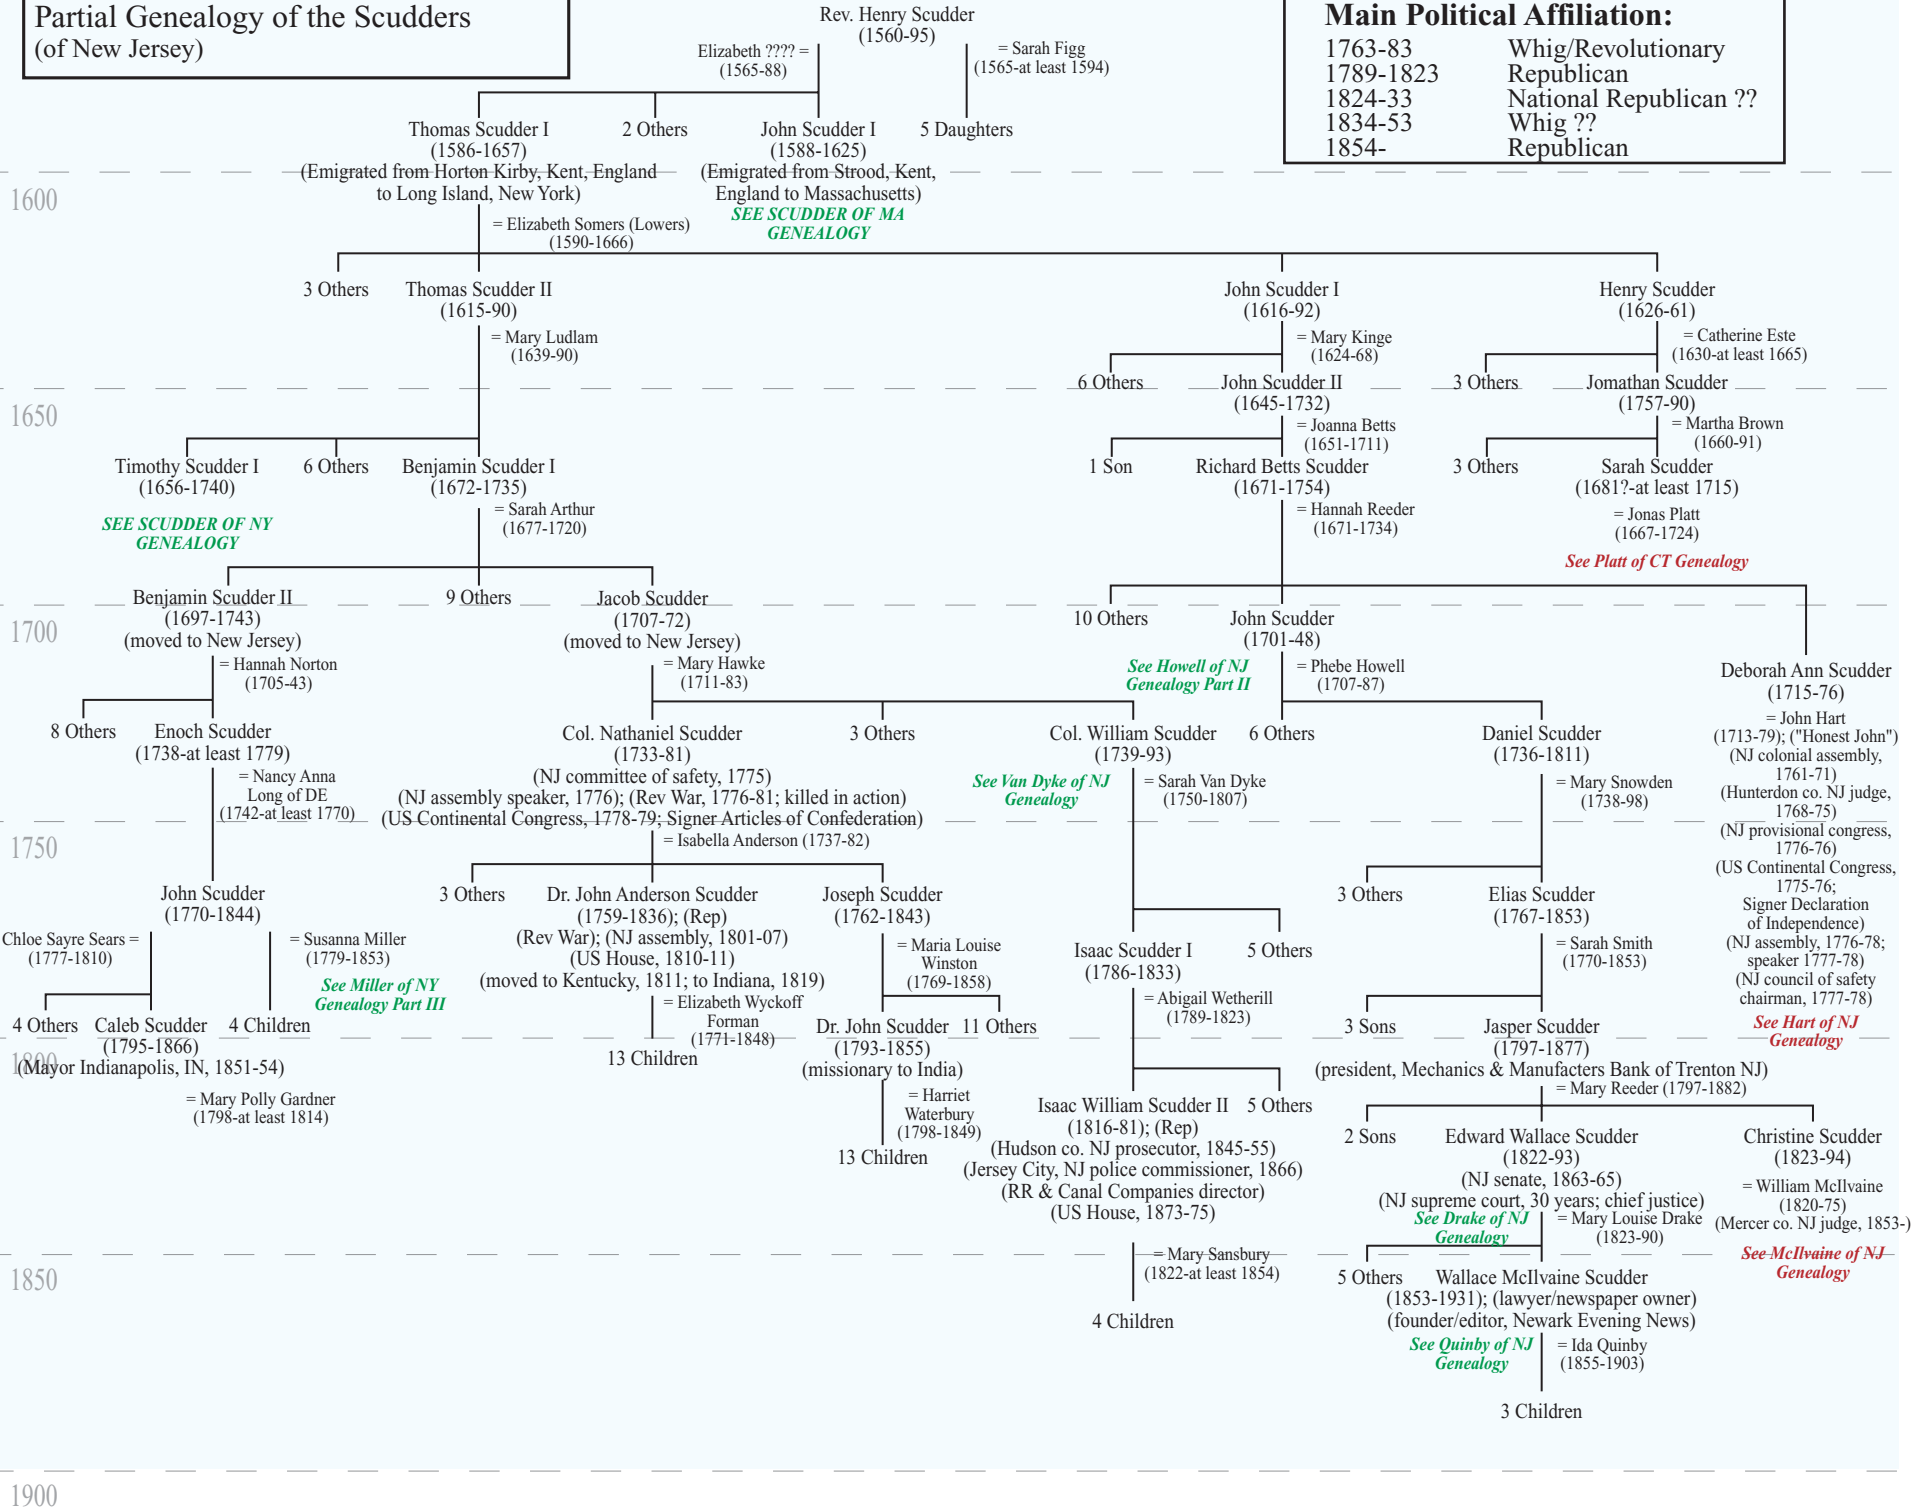 Partial Genealogy of the Scudders
(of New Jersey)
Main Political Affiliation:
1763-83 Whig/Revolutionary
1789-1823 Republican
1824-33 National Republican ??
1834-53 Whig ??
1854- Republican
Rev. Henry Scudder
(1560-95)
Elizabeth ???? =
(1565-88)
= Sarah Figg
(1565-at least 1594)
Thomas Scudder I
(1586-1657)
(Emigrated from Horton Kirby, Kent, England
to Long Island, New York)
2 Others
John Scudder I
(1588-1625)
(Emigrated from Strood, Kent,
England to Massachusetts)
SEE SCUDDER OF MA
GENEALOGY
5 Daughters
1600
= Elizabeth Somers (Lowers)
(1590-1666)
3 Others
Thomas Scudder II
(1615-90)
= Mary Ludlam
(1639-90)
John Scudder I
(1616-92)
= Mary Kinge
(1624-68)
Henry Scudder
(1626-61)
= Catherine Este
(1630-at least 1665)
6 Others
John Scudder II
(1645-1732)
= Joanna Betts
(1651-1711)
3 Others
Jomathan Scudder
(1757-90)
= Martha Brown
(1660-91)
1650
Timothy Scudder I
(1656-1740)
SEE SCUDDER OF NY
GENEALOGY
6 Others
Benjamin Scudder I
(1672-1735)
= Sarah Arthur
(1677-1720)
1 Son
Richard Betts Scudder
(1671-1754)
= Hannah Reeder
(1671-1734)
3 Others
Sarah Scudder
(1681?-at least 1715)
= Jonas Platt
(1667-1724)
See Platt of CT Genealogy
Benjamin Scudder II
(1697-1743)
(moved to New Jersey)
= Hannah Norton
(1705-43)
9 Others
Jacob Scudder
(1707-72)
(moved to New Jersey)
= Mary Hawke
(1711-83)
10 Others
John Scudder
(1701-48)
See Howell of NJ
Genealogy Part II
= Phebe Howell
(1707-87)
Deborah Ann Scudder
(1715-76)
= John Hart
(1713-79); ("Honest John")
(NJ colonial assembly,
1761-71)
(Hunterdon co. NJ judge,
1768-75)
(NJ provincial congress,
1776-76)
(US Continental Congress,
1775-76;
Signer Declaration
of Independence)
(NJ assembly, 1776-78;
speaker 1777-78)
(NJ council of safety
chairman, 1777-78)
See Hart of NJ
Genealogy
1700
8 Others
Enoch Scudder
(1738-at least 1779)
= Nancy Anna
Long of DE
(1742-at least 1770)
Col. Nathaniel Scudder
(1733-81)
(NJ committee of safety, 1775)
(NJ assembly speaker, 1776); (Rev War, 1776-81; killed in action)
(US Continental Congress, 1778-79; Signer Articles of Confederation)
= Isabella Anderson (1737-82)
3 Others
Col. William Scudder
(1739-93)
See Van Dyke of NJ
Genealogy
= Sarah Van Dyke
(1750-1807)
6 Others
Daniel Scudder
(1736-1811)
= Mary Snowden
(1738-98)
1750
John Scudder
(1770-1844)
Chloe Sayre Sears =
(1777-1810)
= Susanna Miller
(1779-1853)
See Miller of NY
Genealogy Part III
3 Others
Dr. John Anderson Scudder
(1759-1836); (Rep)
(Rev War); (NJ assembly, 1801-07)
(US House, 1810-11)
(moved to Kentucky, 1811; to Indiana, 1819)
= Elizabeth Wyckoff
Forman
(1771-1848)
13 Children
Joseph Scudder
(1762-1843)
= Maria Louise
Winston
(1769-1858)
Isaac Scudder I
(1786-1833)
= Abigail Wetherill
(1789-1823)
5 Others
3 Others
Elias Scudder
(1767-1853)
= Sarah Smith
(1770-1853)
4 Others
Caleb Scudder
(1795-1866)
(Mayor Indianapolis, IN, 1851-54)
= Mary Polly Gardner
(1798-at least 1814)
4 Children
Dr. John Scudder
(1793-1855)
(missionary to India)
= Harriet
Waterbury
(1798-1849)
13 Children
11 Others
3 Sons
Jasper Scudder
(1797-1877)
(president, Mechanics & Manufacters Bank of Trenton NJ)
= Mary Reeder (1797-1882)
1800
Isaac William Scudder II
(1816-81); (Rep)
(Hudson co. NJ prosecutor, 1845-55)
(Jersey City, NJ police commissioner, 1866)
(RR & Canal Companies director)
(US House, 1873-75)
= Mary Sansbury
(1822-at least 1854)
4 Children
5 Others
2 Sons
Edward Wallace Scudder
(1822-93)
(NJ senate, 1863-65)
(NJ supreme court, 30 years; chief justice)
See Drake of NJ
Genealogy
= Mary Louise Drake
(1823-90)
Christine Scudder
(1823-94)
= William McIlvaine
(1820-75)
(Mercer co. NJ judge, 1853-)
See McIlvaine of NJ
Genealogy
1850
5 Others
Wallace McIlvaine Scudder
(1853-1931); (lawyer/newspaper owner)
(founder/editor, Newark Evening News)
See Quinby of NJ
Genealogy
= Ida Quinby
(1855-1903)
3 Children
1900